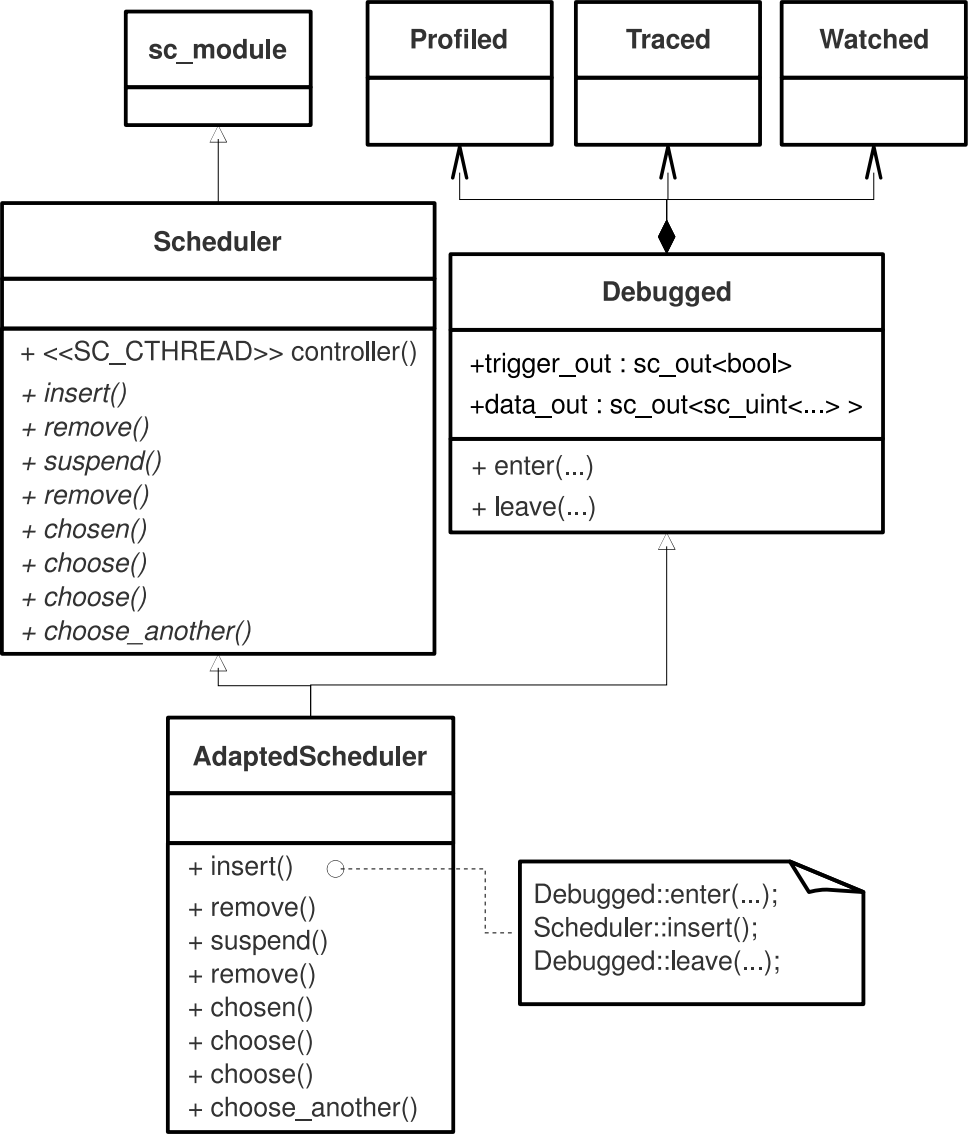 sc_module
Profiled
Traced
Watched
Scheduler
+ <<SC_CTHREAD>> controller()
+ insert()
+ remove()
+ suspend()
+ remove()
+ chosen()
+ choose()
+ choose()
+ choose_another()
Debugged
+trigger_out : sc_out<bool>
+data_out : sc_out<sc_uint<...> >
+ enter(...)
+ leave(...)
AdaptedScheduler
+ insert()
+ remove()
+ suspend()
+ remove()
+ chosen()
+ choose()
+ choose()
+ choose_another()
Debugged::enter(...);
Scheduler::insert();
Debugged::leave(...);